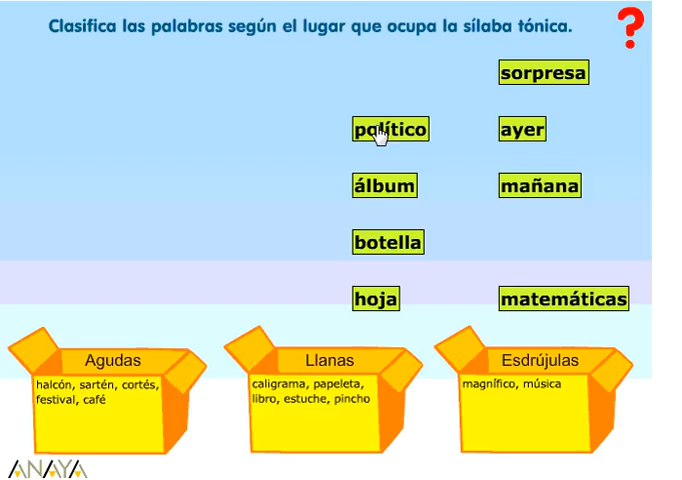 Clasifica las palabras según el lugar que ocupa la sílaba tónica.
?
sorpresa
político
ayer
álbum
mañana
botella
hoja
matemáticas
Agudas
halcón, sartén, cortés,
festival, café
Llanas
caligrama, papeleta,
libro, estuche, pincho
Esdrújulas
magnífico, música
ANAYA